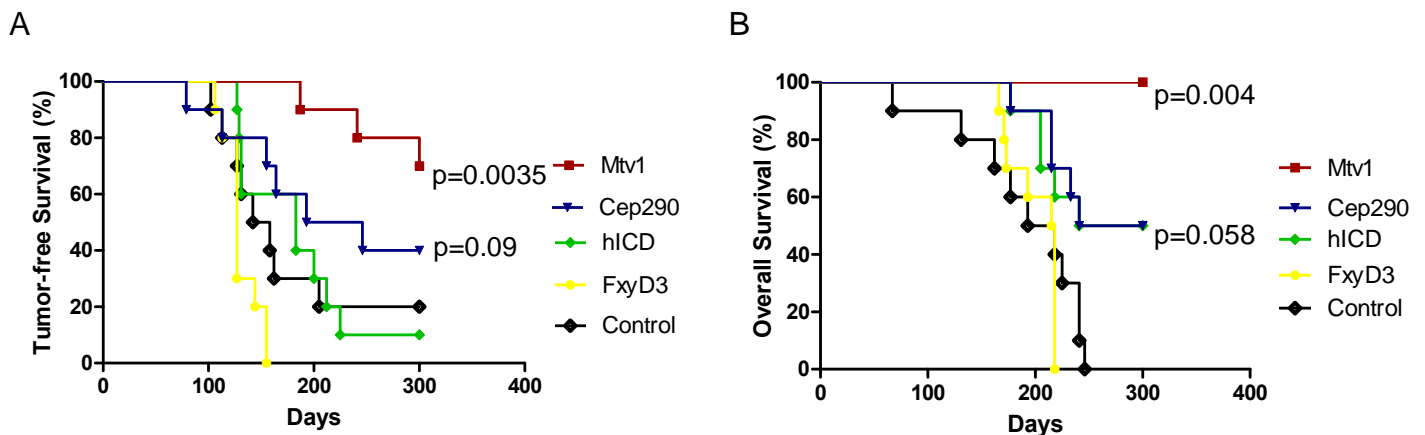 A
Tumor-free Survival (%)
100
80
60
40
20
0
0 100 200 300 400
Days
p=0.0035
p=0.09
Mtv1
Cep290
hICD
FxyD3
Control
B
Overall Survival (%)
100
80
60
40
20
0
0 100 200 300 400
Days
p=0.004
p=0.058
Mtv1
Cep290
hICD
FxyD3
Control